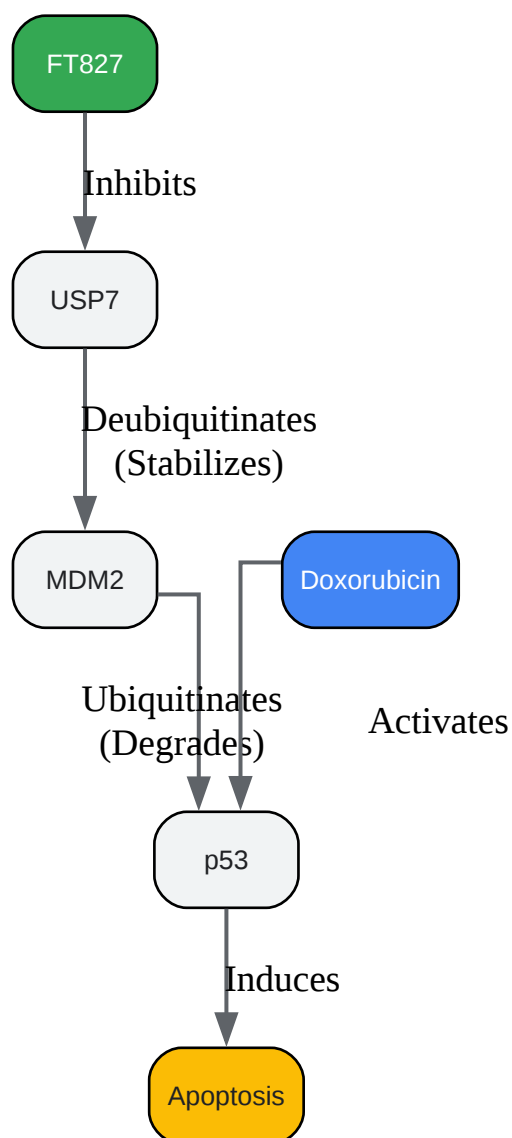 FT827
Inhibits
USP7
Deubiquitinates
(Stabilizes)
MDM2
Doxorubicin
Ubiquitinates
(Degrades)
Activates
p53
Induces
Apoptosis